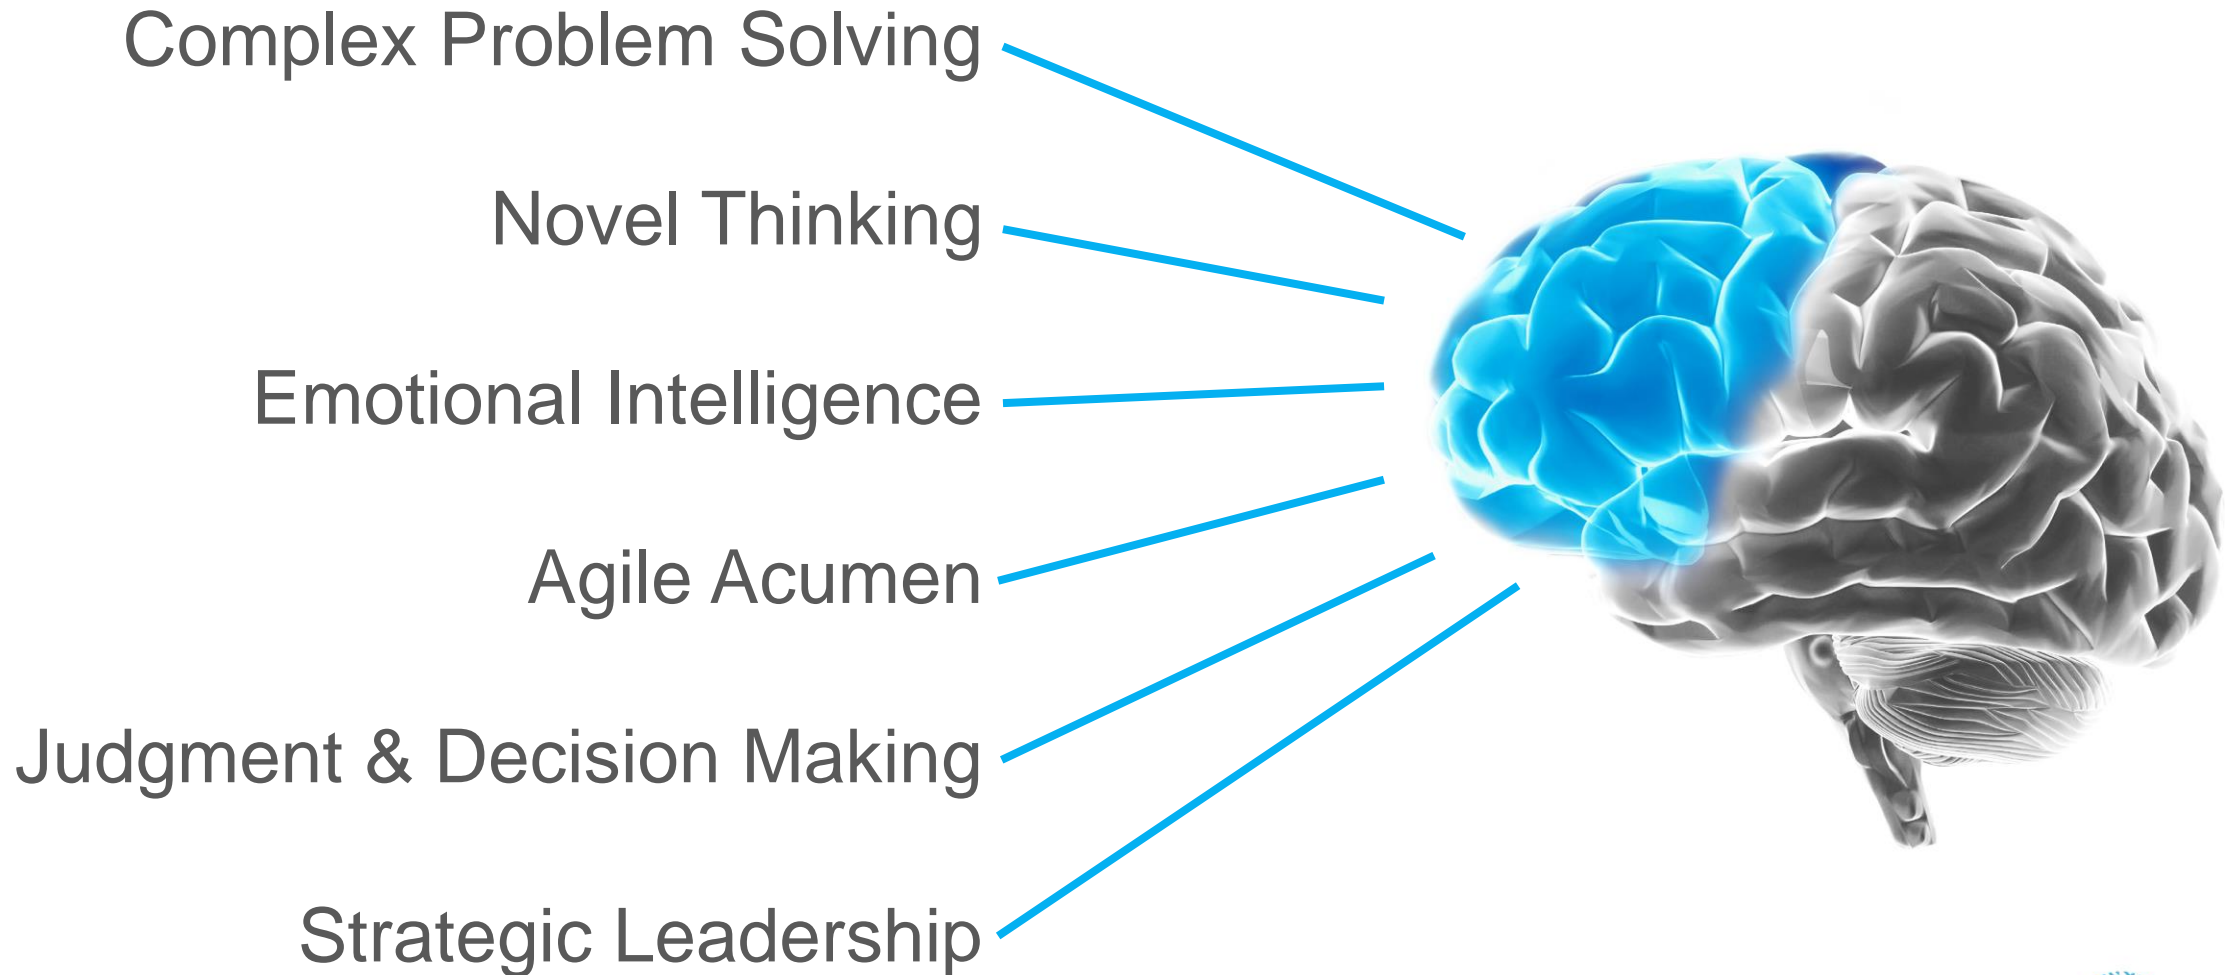 Complex Problem Solving
Novel Thinking
Emotional Intelligence
Agile Acumen
Judgment & Decision Making
Strategic Leadership